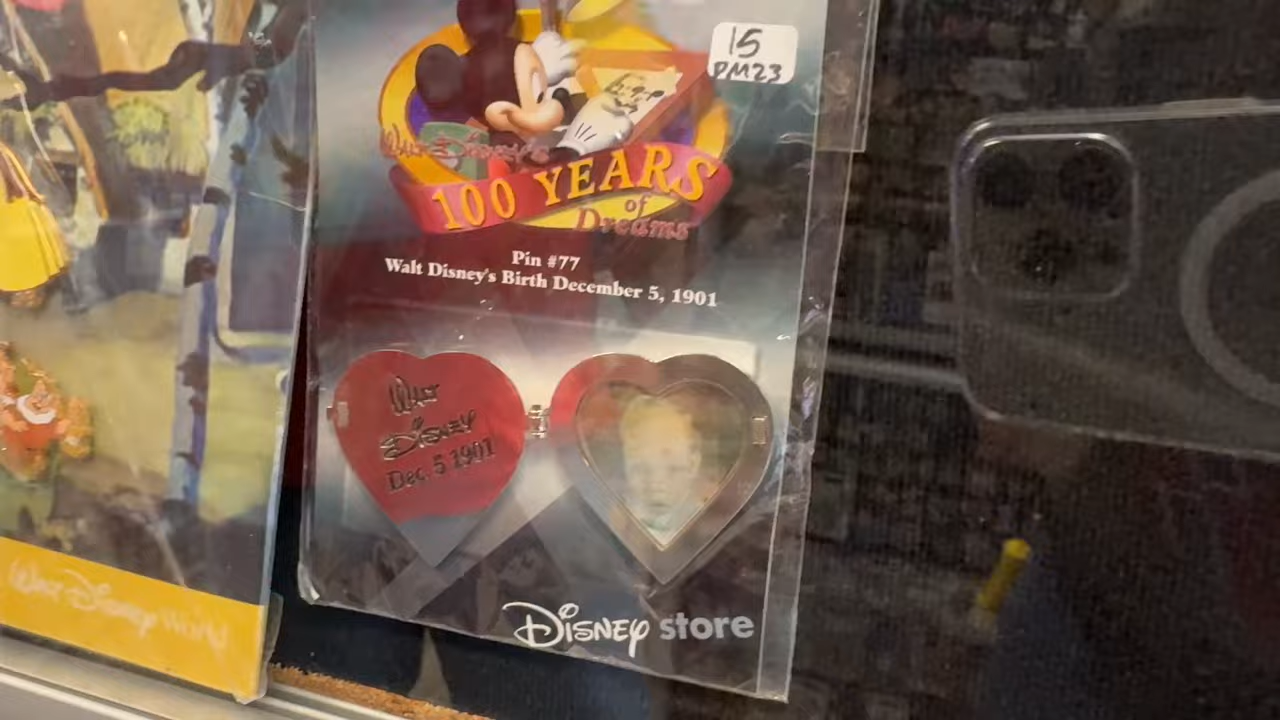 15
PM23
Walt Disney's
100 YEARS
of
Dreams
Pin #77
Walt Disney's Birth December 5, 1901
WALT
DISNEY
Dec. 5 1901
DISNEY store
Walt Disney World